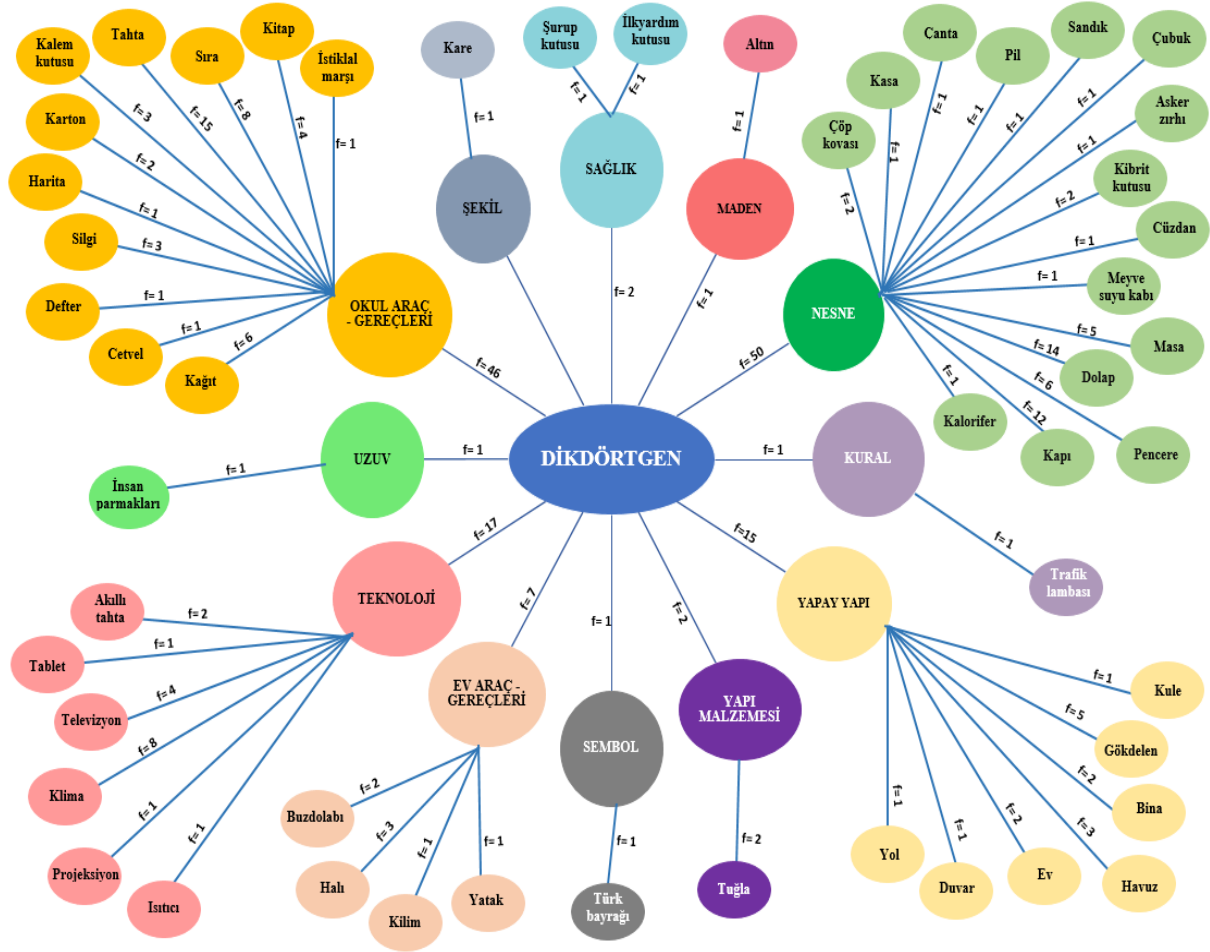 Kalem
kutusu
Tahta
Sıra
Kitap
İstiklal
marşı
Karton
Harita
Silgi
Defter
Cetvel
Kağıt
f= 3
f= 15
f= 8
f= 4
f= 1
f= 2
f= 1
f= 3
f= 1
f= 1
f= 6
OKUL ARAÇ
- GEREÇLERİ
f= 46
Kare
f= 1
ŞEKİL
Şurup
kutusu
İlkyardım
kutusu
f= 1
f= 1
SAĞLIK
f= 2
Altın
f= 1
MADEN
f= 1
Çöp
kovası
Kasa
Çanta
Pil
Sandık
Çubuk
Asker
zırhı
Kibrit
kutusu
Cüzdan
Meyve
suyu kabı
Masa
Dolap
Pencere
Kapı
Kalorifer
f= 2
f= 1
f= 1
f= 1
f= 1
f= 1
f= 1
f= 2
f= 1
f= 1
f= 5
f= 14
f= 6
f= 12
f= 1
NESNE
f= 50
DİKDÖRTGEN
UZUV
f= 1
f= 1
İnsan
parmakları
KURAL
f= 1
f= 1
Trafik
lambası
TEKNOLOJİ
f= 17
Akıllı
tahta
f= 2
Tablet
f= 1
Televizyon
f= 4
Klima
f= 8
Projeksiyon
f= 1
Isıtıcı
f= 1
EV ARAÇ -
GEREÇLERİ
f= 7
Buzdolabı
f= 2
Halı
f= 3
Kilim
f= 1
Yatak
f= 1
SEMBOL
f= 1
f= 1
Türk
bayrağı
YAPI
MALZEMESİ
f= 2
f= 2
Tuğla
YAPAY YAPI
f=15
Kule
f= 1
Gökdelen
f= 5
Bina
f= 2
Havuz
f= 3
Ev
f= 2
Duvar
f= 1
Yol
f= 1